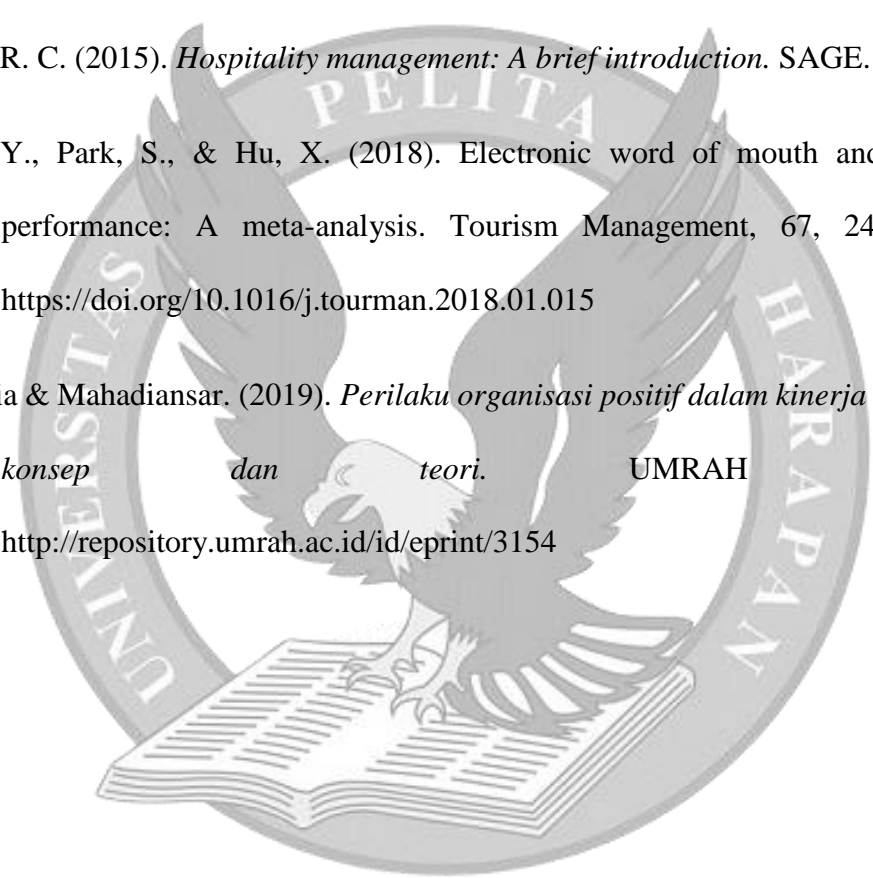 R. C. (2015). Hospitality management: A brief introduction. SAGE.
Y., Park, S., & Hu, X. (2018). Electronic word of mouth and
performance: A meta-analysis. Tourism Management, 67, 24
https://doi.org/10.1016/j.tourman.2018.01.015
ia & Mahadiansar. (2019). Perilaku organisasi positif dalam kinerja
konsep dan teori. UMRAH
http://repository.umrah.ac.id/id/eprint/3154
UNIVERSITAS PELITA HARAPAN